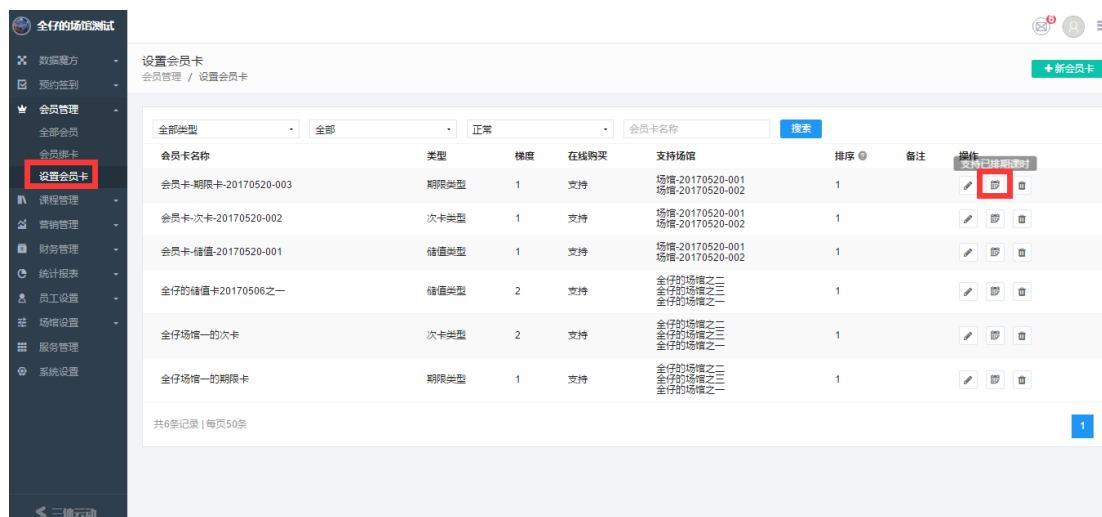 全仔的场馆测试
6
数据魔方
预约签到
会员管理
全部会员
会员绑卡
设置会员卡
课程管理
营销管理
财务管理
统计报表
员工设置
场馆设置
服务管理
系统设置
三体云动
设置会员卡
会员管理 / 设置会员卡
+新会员卡
全部类型 全部 正常 会员卡名称 搜索
会员卡名称 类型 梯度 在线购买 支持场馆 排序 备注 操作
支持已排期课时
会员卡-期限卡-20170520-003 期限类型 1 支持 场馆-20170520-001 1
场馆-20170520-002
会员卡-次卡-20170520-002 次卡类型 1 支持 场馆-20170520-001 1
场馆-20170520-002
会员卡-储值-20170520-001 储值类型 1 支持 场馆-20170520-001 1
场馆-20170520-002
全仔的储值卡20170506之一 储值类型 2 支持 全仔的场馆之二 1
全仔的场馆之三
全仔的场馆之一
全仔场馆一的次卡 次卡类型 2 支持 全仔的场馆之二 1
全仔的场馆之三
全仔的场馆之一
全仔场馆一的期限卡 期限类型 1 支持 全仔的场馆之二 1
全仔的场馆之三
全仔的场馆之一
共6条记录 | 每页50条
1